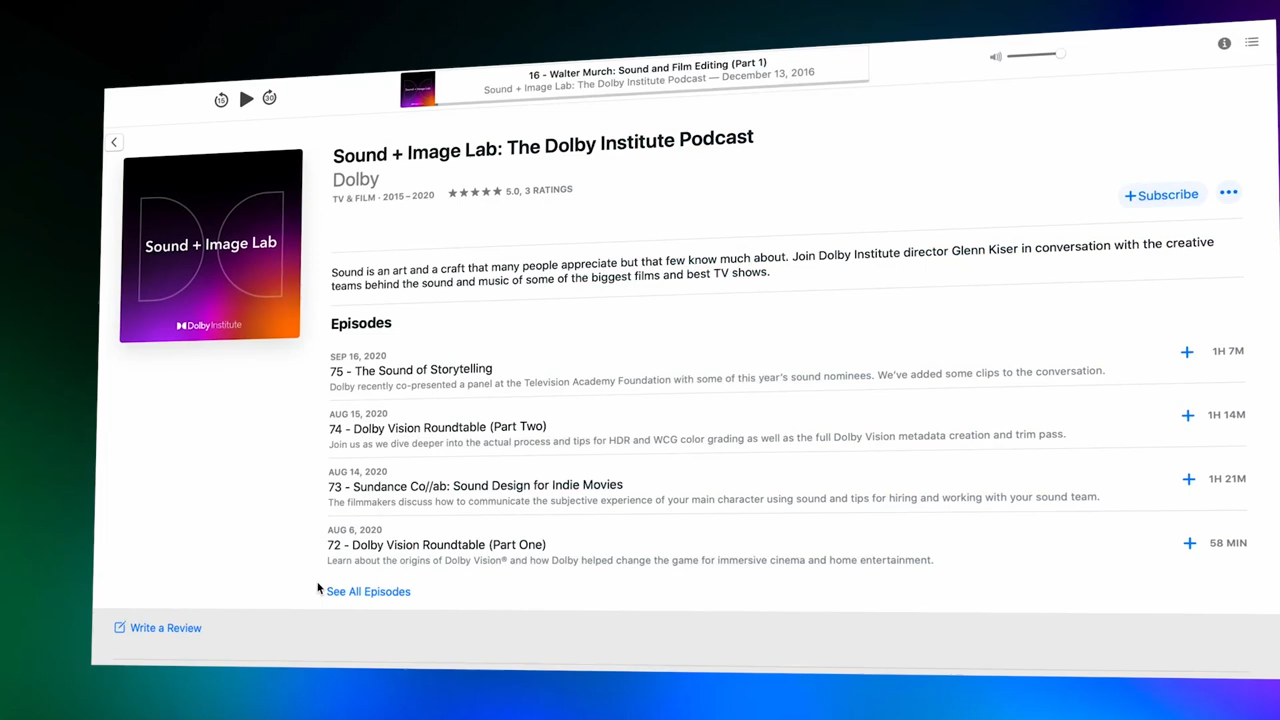 15
30
16 - Walter Murch: Sound and Film Editing (Part 1)
Sound + Image Lab: The Dolby Institute Podcast — December 13, 2016
Sound + Image Lab
Dolby Institute
Sound + Image Lab: The Dolby Institute Podcast
Dolby
TV & FILM · 2015–2020 ★★★★★ 5.0, 3 RATINGS
+ Subscribe
Sound is an art and a craft that many people appreciate but that few know much about. Join Dolby Institute director Glenn Kiser in conversation with the creative
teams behind the sound and music of some of the biggest films and best TV shows.
Episodes
SEP 16, 2020
75 - The Sound of Storytelling
Dolby recently co-presented a panel at the Television Academy Foundation with some of this year's sound nominees. We've added some clips to the conversation.
1H 7M
AUG 15, 2020
74 - Dolby Vision Roundtable (Part Two)
Join us as we dive deeper into the actual process and tips for HDR and WCG color grading as well as the full Dolby Vision metadata creation and trim pass.
1H 14M
AUG 14, 2020
73 - Sundance Co//ab: Sound Design for Indie Movies
The filmmakers discuss how to communicate the subjective experience of your main character using sound and tips for hiring and working with your sound team.
1H 21M
AUG 6, 2020
72 - Dolby Vision Roundtable (Part One)
Learn about the origins of Dolby Vision® and how Dolby helped change the game for immersive cinema and home entertainment.
58 MIN
See All Episodes
Write a Review